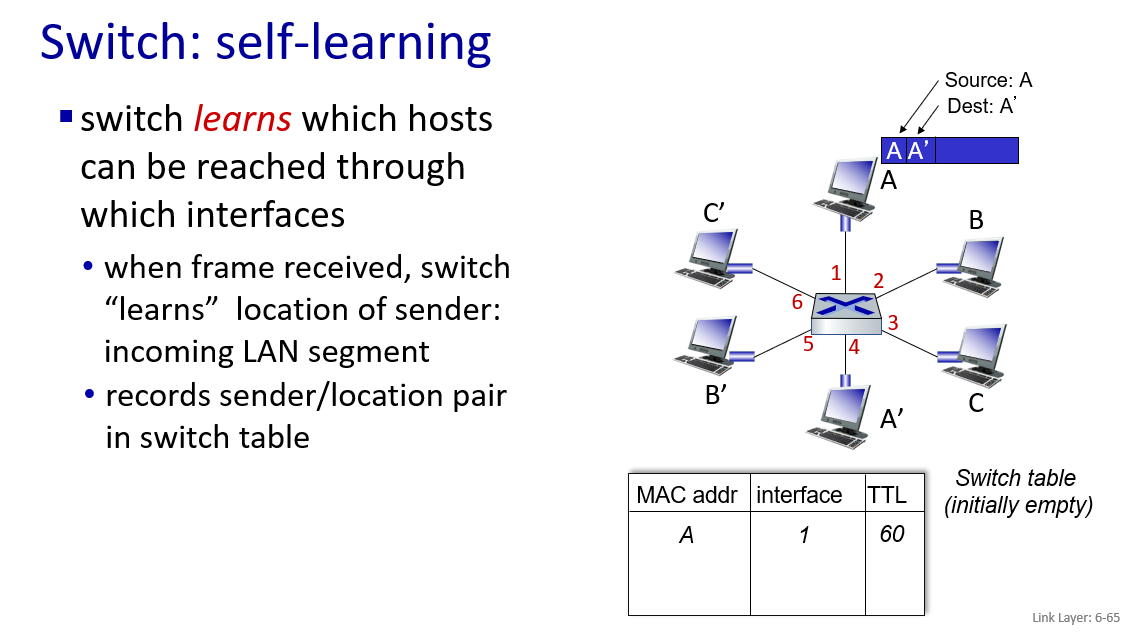 Switch: self-learning
switch learns which hosts
can be reached through
which interfaces
when frame received, switch
“learns”  location of sender:
incoming LAN segment
records sender/location pair
in switch table
Source: A
Dest: A’
A A’
A
C’
B
1
2
6
3
5
4
B’
A’
C
MAC addr interface TTL
A 1 60
Switch table
(initially empty)
Link Layer: 6-65